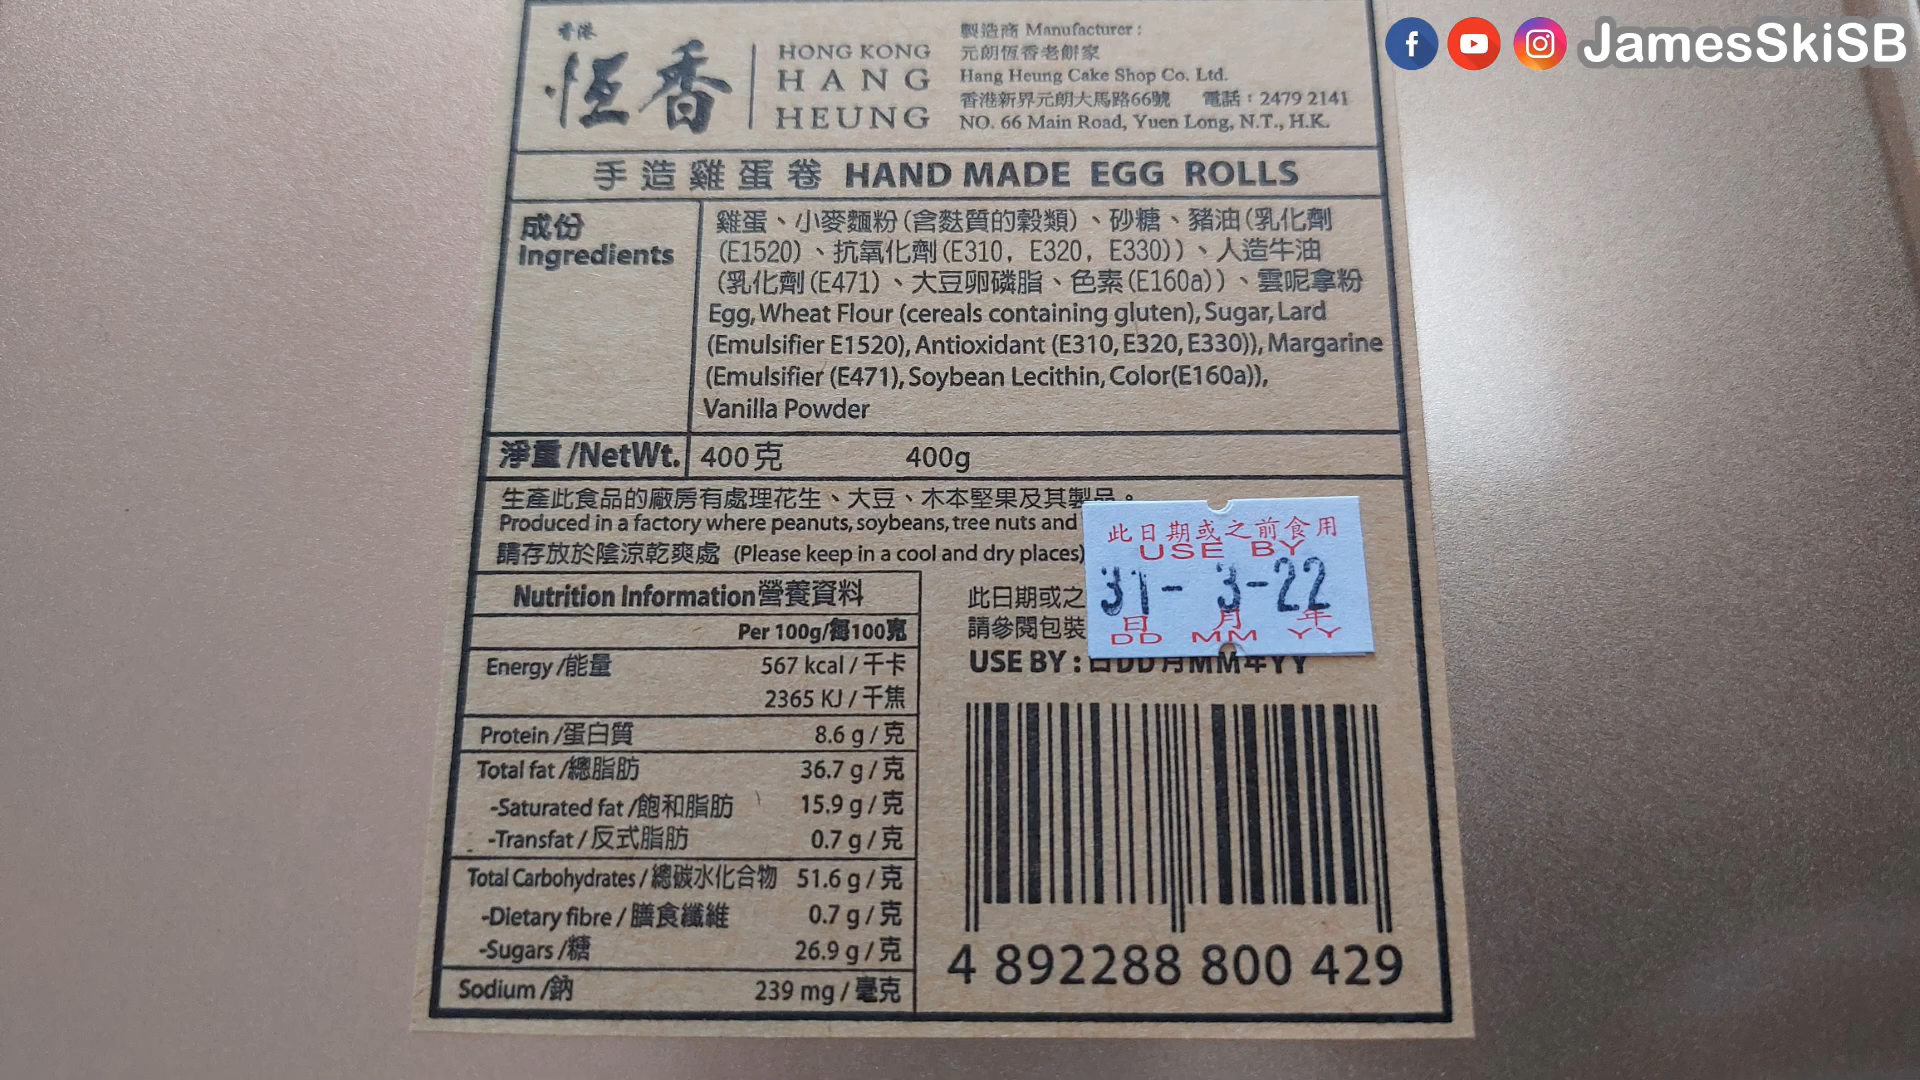 JamesSkiSB
香港
恆香
HONG KONG
HANG
HEUNG
製造商 Manufacturer :
元朗恆香老餅家
Hang Heung Cake Shop Co. Ltd.
香港新界元朗大馬路66號 電話：2479 2141
NO. 66 Main Road, Yuen Long, N.T., H.K.
手造雞蛋卷 HAND MADE EGG ROLLS
成份
Ingredients
雞蛋、小麥麵粉(含麩質的穀類)、砂糖、豬油(乳化劑
(E1520)、抗氧化劑(E310, E320, E330))、人造牛油
(乳化劑(E471)、大豆卵磷脂、色素(E160a))、雲呢拿粉
Egg, Wheat Flour (cereals containing gluten), Sugar, Lard
(Emulsifier E1520), Antioxidant (E310, E320, E330)), Margarine
(Emulsifier (E471), Soybean Lecithin, Color(E160a)),
Vanilla Powder
淨重/NetWt. 400克 400g
生產此食品的廠房有處理花生、大豆、木本堅果及其製品。
Produced in a factory where peanuts, soybeans, tree nuts and
請存放於陰涼乾爽處 (Please keep in a cool and dry places)
此日期或之前食用
USE BY
31- 3-22
日 月 年
DD MM YY
此日期或之
請參閱包裝
USE BY : 日DD月MM年YY
Nutrition Information營養資料
Per 100g/每100克
Energy/能量 567 kcal / 千卡
2365 KJ / 千焦
Protein/蛋白質 8.6 g / 克
Total fat/總脂肪 36.7 g / 克
-Saturated fat/飽和脂肪 15.9 g / 克
-Transfat / 反式脂肪 0.7 g / 克
Total Carbohydrates / 總碳水化合物 51.6 g / 克
-Dietary fibre / 膳食纖維 0.7 g / 克
-Sugars/糖 26.9 g / 克
Sodium/鈉 239 mg / 毫克
4 892288 800429